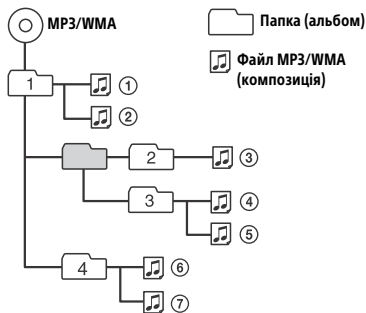 MP3/WMA
Папка (альбом)
Файл MP3/WMA
(композиція)
1
①
②
2
③
3
④
⑤
4
⑥
⑦